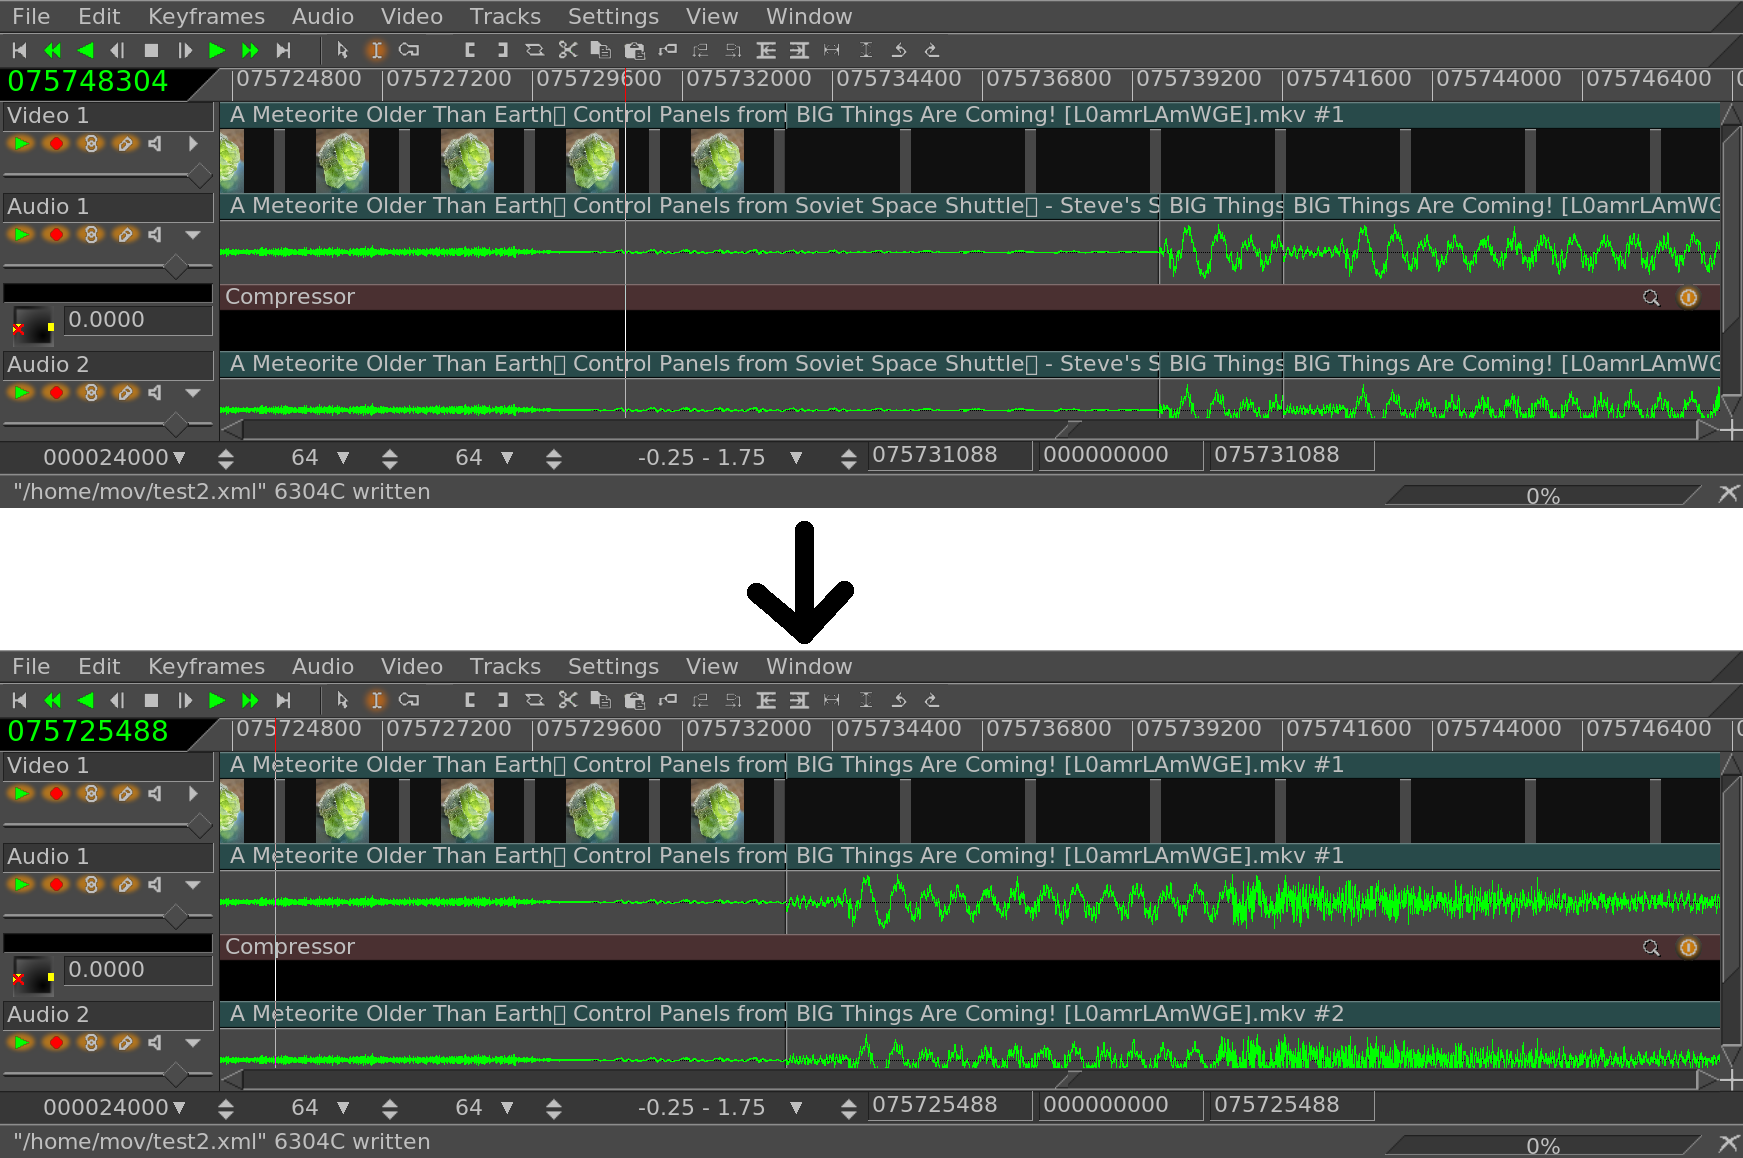 File Edit Keyframes Audio Video Tracks Settings View Window
075748304 075724800 075727200 075729600 075732000 075734400 075736800 075739200 075741600 075744000 075746400
Video 1 A Meteorite Older Than Earth Control Panels from BIG Things Are Coming! [L0amrLAmWGE].mkv #1
Audio 1 A Meteorite Older Than Earth Control Panels from Soviet Space Shuttle - Steve's S BIG Things BIG Things Are Coming! [L0amrLAmWG
Compressor
0.0000
Audio 2 A Meteorite Older Than Earth Control Panels from Soviet Space Shuttle - Steve's S BIG Things BIG Things Are Coming! [L0amrLAmWG
000024000 64 64 -0.25 - 1.75 075731088 000000000 075731088
"/home/mov/test2.xml" 6304C written 0%
File Edit Keyframes Audio Video Tracks Settings View Window
075725488 075724800 075727200 075729600 075732000 075734400 075736800 075739200 075741600 075744000 075746400
Video 1 A Meteorite Older Than Earth Control Panels from BIG Things Are Coming! [L0amrLAmWGE].mkv #1
Audio 1 A Meteorite Older Than Earth Control Panels from BIG Things Are Coming! [L0amrLAmWGE].mkv #1
Compressor
0.0000
Audio 2 A Meteorite Older Than Earth Control Panels from BIG Things Are Coming! [L0amrLAmWGE].mkv #2
000024000 64 64 -0.25 - 1.75 075725488 000000000 075725488
"/home/mov/test2.xml" 6304C written 0%